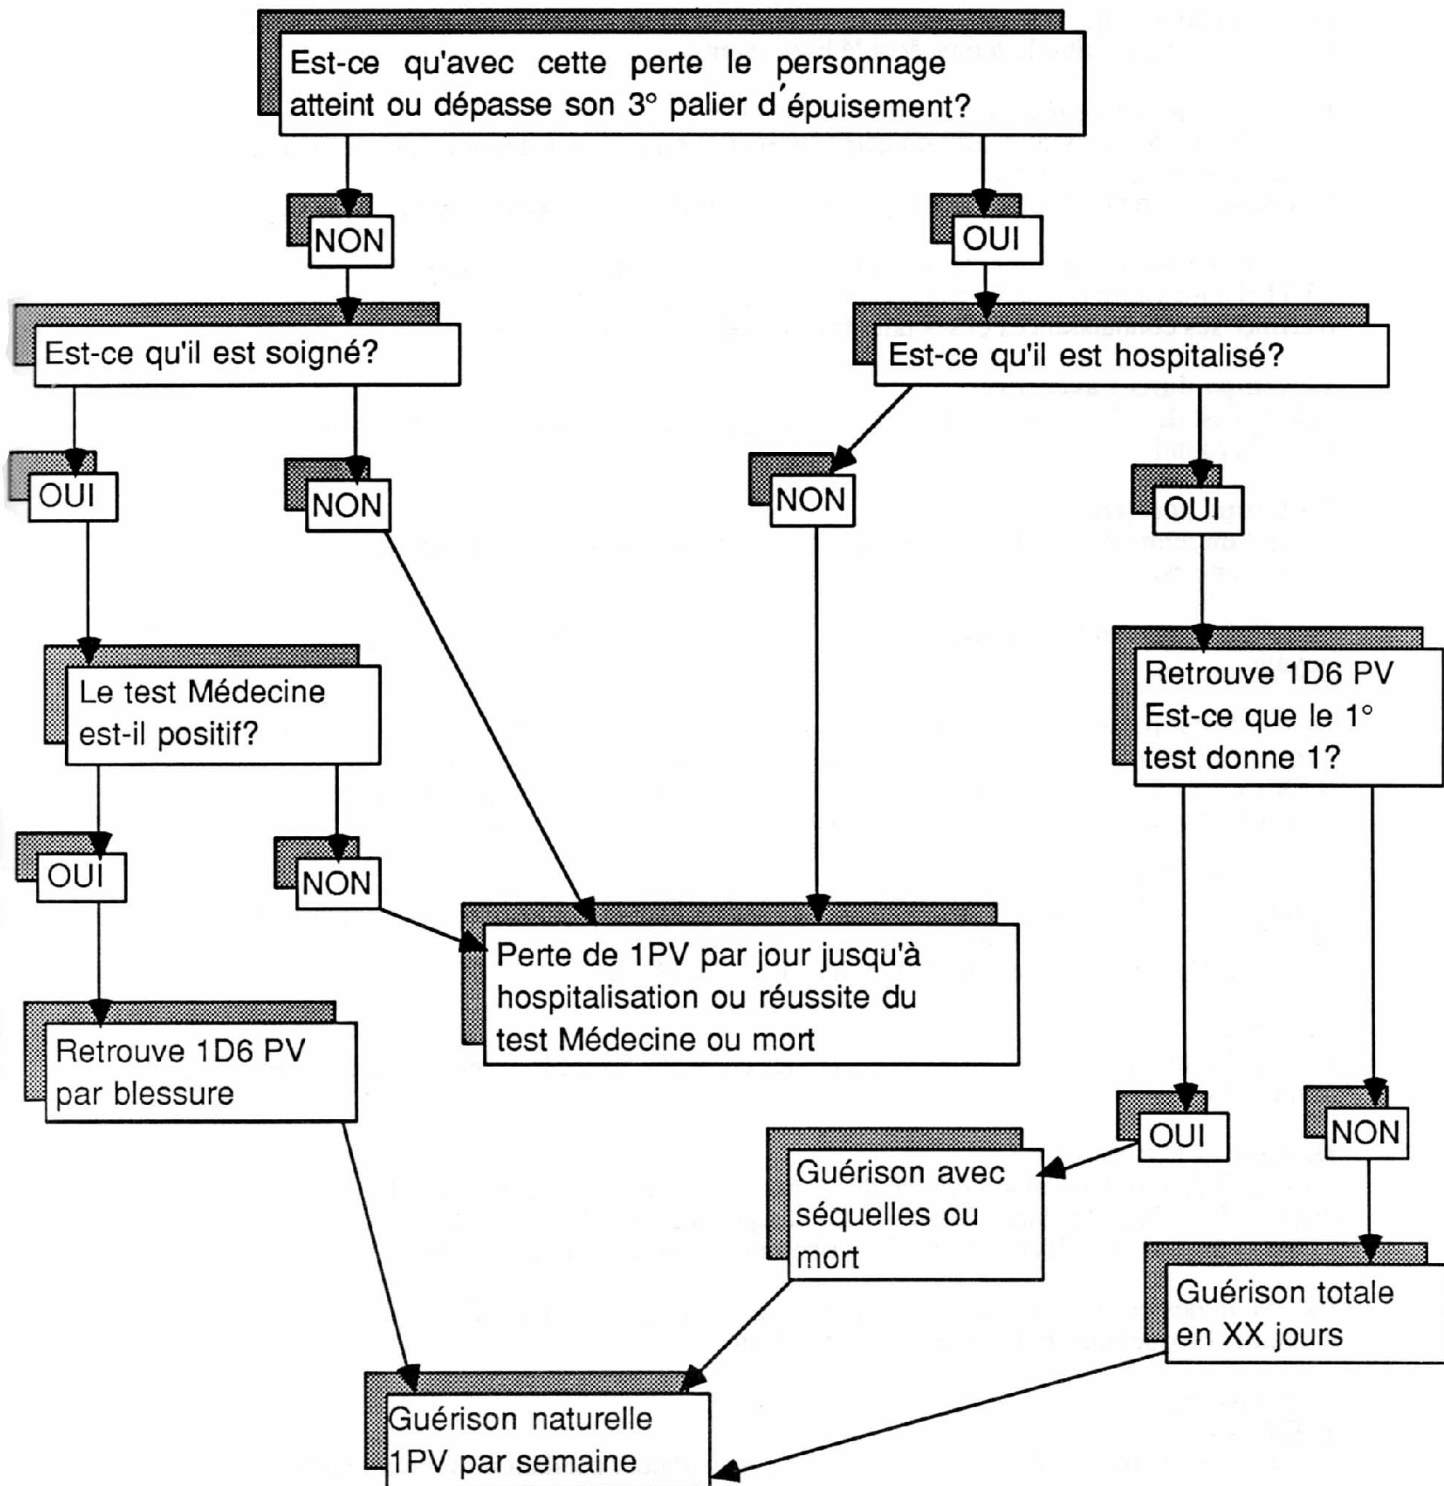 Est-ce qu'avec cette perte le personnage
atteint ou dépasse son 3° palier d'épuisement?
NON
OUI
Est-ce qu'il est soigné?
Est-ce qu'il est hospitalisé?
OUI
NON
NON
OUI
Le test Médecine
est-il positif?
Retrouve 1D6 PV
Est-ce que le 1°
test donne 1?
OUI
NON
Perte de 1PV par jour jusqu'à
hospitalisation ou réussite du
test Médecine ou mort
Retrouve 1D6 PV
par blessure
OUI
NON
Guérison avec
séquelles ou
mort
Guérison totale
en XX jours
Guérison naturelle
1PV par semaine